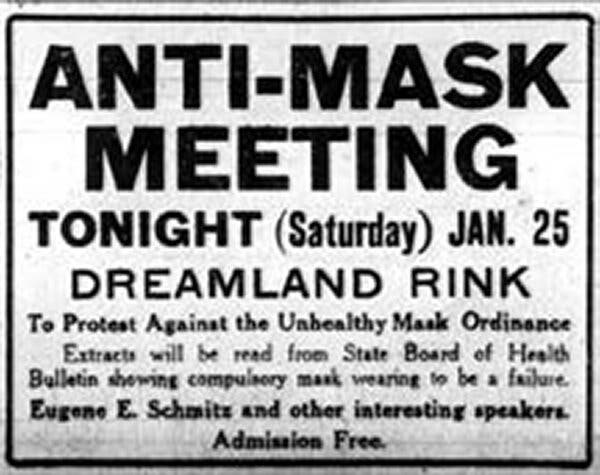 ANTI-MASK
MEETING
TONIGHT (Saturday) JAN. 25
DREAMLAND RINK
To Protest Against the Unhealthy Mask Ordinance
Extracts will be read from State Board of Health
Bulletin showing compulsory mask wearing to be a failure.
Eugene E. Schmitz and other interesting speakers.
Admission Free.